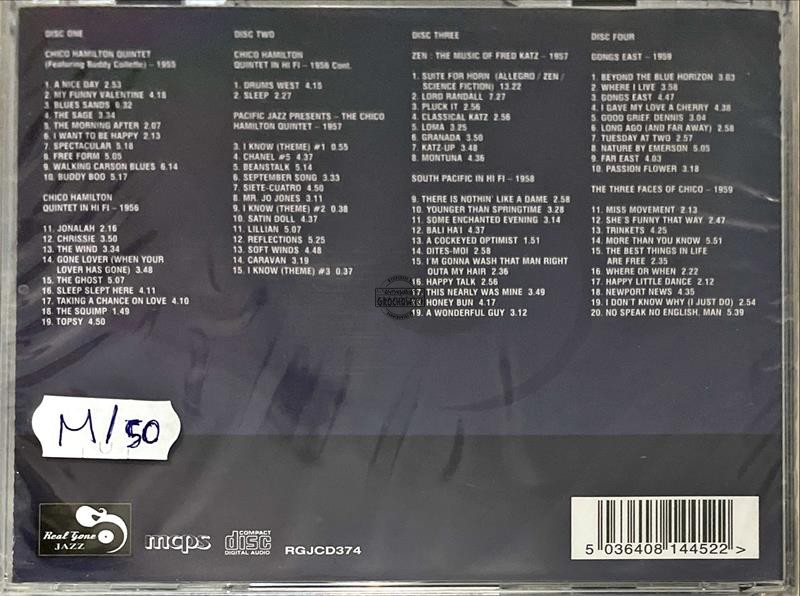 DISC ONE
CHICO HAMILTON QUINTET
(Featuring Buddy Collette) – 1955
1. A NICE DAY 2.53
2. MY FUNNY VALENTINE 4.18
3. BLUES SANDS 6.32
4. THE SAGE 3.34
5. THE MORNING AFTER 2.07
6. I WANT TO BE HAPPY 2.13
7. SPECTACULAR 5.18
8. FREE FORM 5.05
9. WALKING CARSON BLUES 6.14
10. BUDDY BOO 5.17
CHICO HAMILTON
QUINTET IN HI FI – 1956
11. JONALAH 2.16
12. CHRISSIE 3.50
13. THE WIND 3.34
14. GONE LOVER (WHEN YOUR
LOVER HAS GONE) 3.48
15. THE GHOST 5.07
16. SLEEP SLEPT HERE 4.11
17. TAKING A CHANCE ON LOVE 4.10
18. THE SQUIMP 1.49
19. TOPSY 4.50
DISC TWO
CHICO HAMILTON
QUINTET IN HI FI – 1956 Cont.
1. DRUMS WEST 4.15
2. SLEEP 2.27
PACIFIC JAZZ PRESENTS – THE CHICO
HAMILTON QUINTET – 1957
3. I KNOW (THEME) #1 0.55
4. CHANEL #5 4.37
5. BEANSTALK 5.14
6. SEPTEMBER SONG 3.33
7. SIETE-CUATRO 4.50
8. MR. JO JONES 3.11
9. I KNOW (THEME) #2 0.38
10. SATIN DOLL 4.37
11. LILLIAN 5.07
12. REFLECTIONS 5.25
13. SOFT WINDS 4.48
14. CARAVAN 3.19
15. I KNOW (THEME) #3 0.37
DISC THREE
ZEN : THE MUSIC OF FRED KATZ – 1957
1. SUITE FOR HORN (ALLEGRO / ZEN /
SCIENCE FICTION) 13.22
2. LORD RANDALL 7.27
3. PLUCK IT 2.56
4. CLASSICAL KATZ 2.56
5. LOMA 3.25
6. GRANADA 3.50
7. KATZ-UP 3.48
8. MONTUNA 4.36
SOUTH PACIFIC IN HI FI – 1958
9. THERE IS NOTHIN' LIKE A DAME 2.58
10. YOUNGER THAN SPRINGTIME 3.28
11. SOME ENCHANTED EVENING 3.14
12. BALI HA'I 4.37
13. A COCKEYED OPTIMIST 1.51
14. DITES-MOI 2.58
15. I'M GONNA WASH THAT MAN RIGHT
OUTA MY HAIR 2.36
16. HAPPY TALK 2.56
17. THIS NEARLY WAS MINE 3.49
18. HONEY BUN 4.17
19. A WONDERFUL GUY 3.12
DISC FOUR
GONGS EAST – 1959
1. BEYOND THE BLUE HORIZON 3.03
2. WHERE I LIVE 3.58
3. GONGS EAST 4.47
4. I GAVE MY LOVE A CHERRY 4.38
5. GOOD GRIEF, DENNIS 3.04
6. LONG AGO (AND FAR AWAY) 2.58
7. TUESDAY AT TWO 2.57
8. NATURE BY EMERSON 5.05
9. FAR EAST 4.03
10. PASSION FLOWER 3.18
THE THREE FACES OF CHICO – 1959
11. MISS MOVEMENT 2.13
12. SHE'S FUNNY THAT WAY 2.47
13. TRINKETS 4.25
14. MORE THAN YOU KNOW 5.51
15. THE BEST THINGS IN LIFE
ARE FREE 2.35
16. WHERE OR WHEN 2.22
17. HAPPY LITTLE DANCE 2.12
18. NEWPORT NEWS 4.35
19. I DON'T KNOW WHY (I JUST DO) 2.54
20. NO SPEAK NO ENGLISH, MAN 5.39
M/50
Real Gone
JAZZ
mcps
COMPACT
disc
DIGITAL AUDIO
RGJCD374
5 036408 144522 >